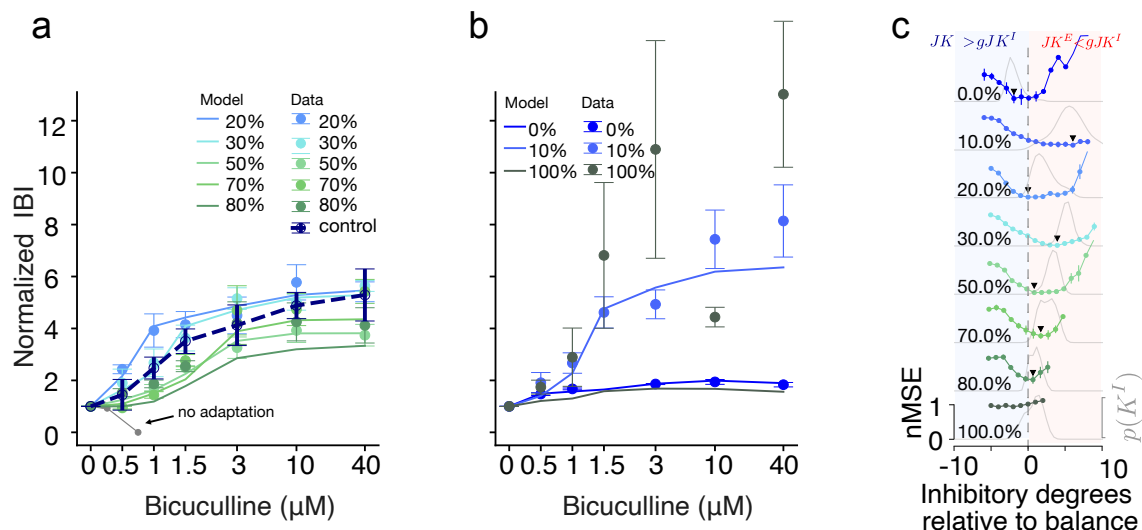 a
Normalized IBI
12
10
8
6
4
2
0
Model
Data
20%
20%
30%
30%
50%
50%
70%
70%
80%
80%
control
no adaptation
0
0.5
1
1.5
3
10
40
Bicuculline (µM)
b
Model
Data
0%
0%
10%
10%
100%
100%
0
0.5
1
1.5
3
10
40
Bicuculline (µM)
c
JK >gJK^I
JK^E<gJK^I
0.0%
10.0%
20.0%
30.0%
50.0%
70.0%
80.0%
100.0%
nMSE
1
0
p(K^I)
-10
0
10
Inhibitory degrees
relative to balance